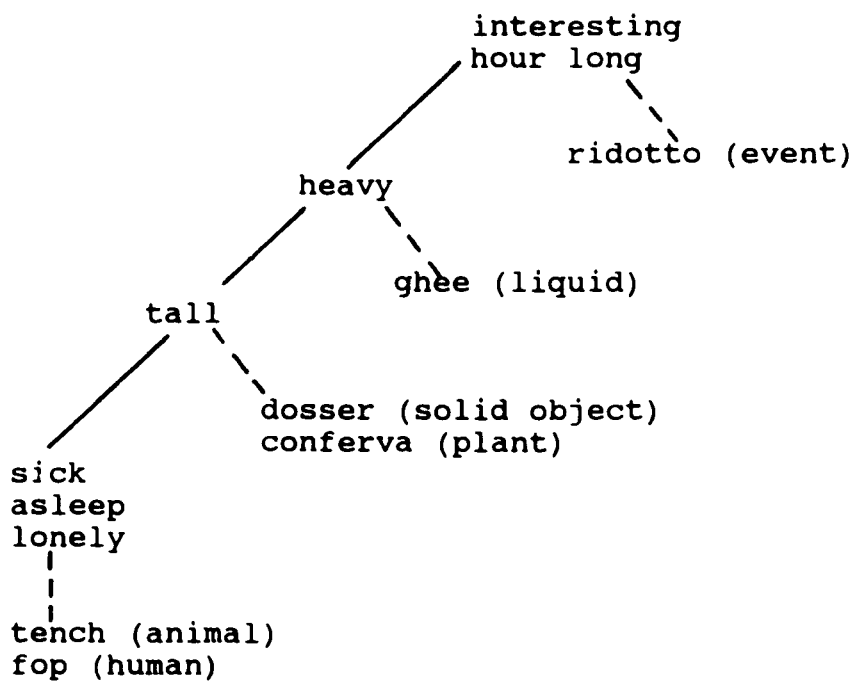 interesting
hour long
ridotto (event)
heavy
ghee (liquid)
tall
dosser (solid object)
conferva (plant)
sick
asleep
lonely
tench (animal)
fop (human)